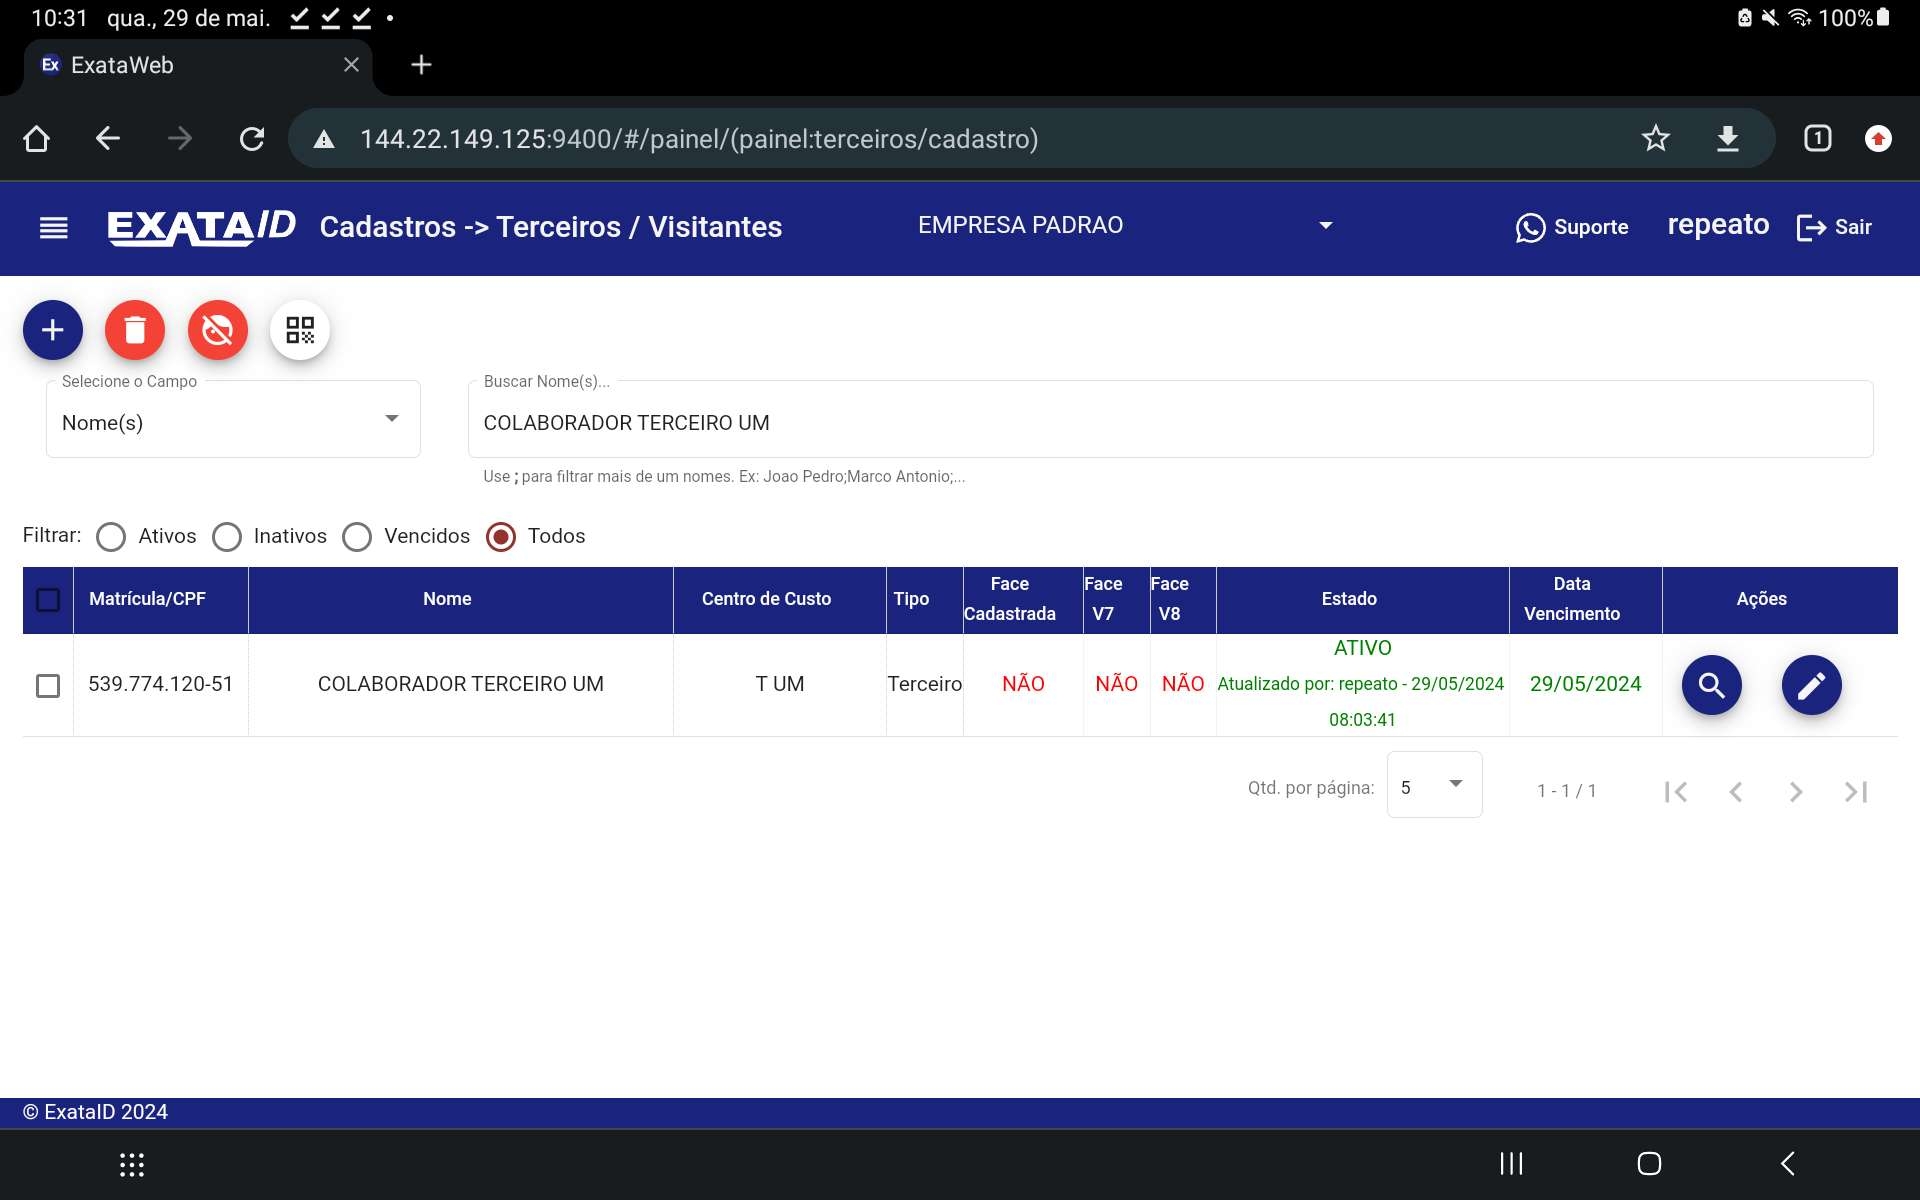 10:31 qua., 29 de mai. 100%
Ex ExataWeb
144.22.149.125:9400/#/painel/(painel:terceiros/cadastro) 1
EXATAID Cadastros -> Terceiros / Visitantes EMPRESA PADRAO Suporte repeato Sair
Selecione o Campo Buscar Nome(s)...
Nome(s) COLABORADOR TERCEIRO UM
Use ; para filtrar mais de um nomes. Ex: Joao Pedro;Marco Antonio;...
Filtrar: Ativos Inativos Vencidos Todos
Matrícula/CPF Nome Centro de Custo Tipo Face Cadastrada Face V7 Face V8 Estado Data Vencimento Ações
539.774.120-51 COLABORADOR TERCEIRO UM T UM Terceiro NÃO NÃO NÃO ATIVO Atualizado por: repeato - 29/05/2024 08:03:41 29/05/2024
Qtd. por página: 5 1 - 1 / 1
© ExataID 2024